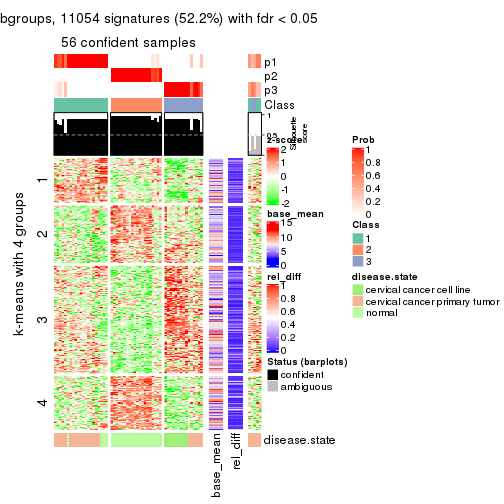 bgroups, 11054 signatures (52.2%) with fdr < 0.05
56 confident samples
p1
p2
p3
Class
1
0.5
Silhouette
score
k-means with 4 groups
1
2
3
4
base_mean
rel_diff
disease.state
z-score
2
1
0
-1
-2
base_mean
15
10
5
0
rel_diff
1
0.8
0.6
0.4
0.2
0
Status (barplots)
confident
ambiguous
Prob
1
0.8
0.6
0.4
0.2
0
Class
1
2
3
disease.state
cervical cancer cell line
cervical cancer primary tumor
normal